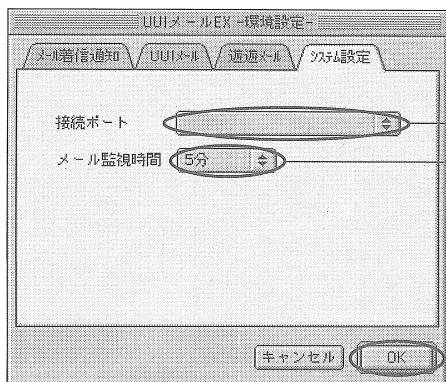 UUIメールEX -環境設定-
メール着信通知 UUIメール 遊遊メール システム設定
接続ポート
メール監視時間 5分
キャンセル OK